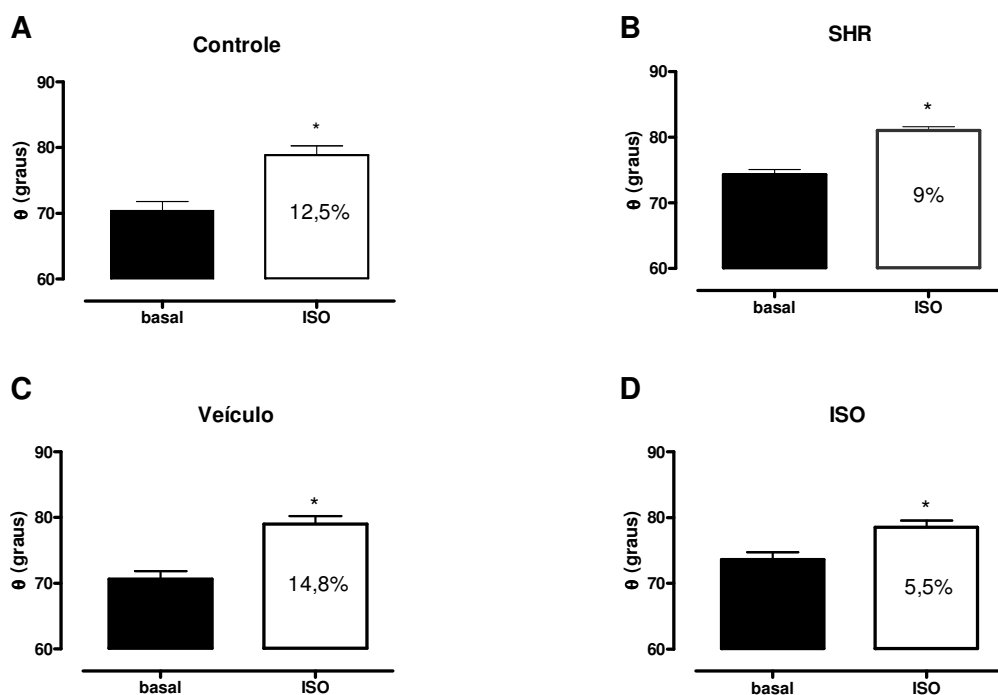 A
Controle
90
80
70
60
θ (graus)
*
12,5%
basal
ISO
B
SHR
90
80
70
60
θ (graus)
*
9%
basal
ISO
C
Veículo
90
80
70
60
θ (graus)
*
14,8%
basal
ISO
D
ISO
90
80
70
60
θ (graus)
*
5,5%
basal
ISO